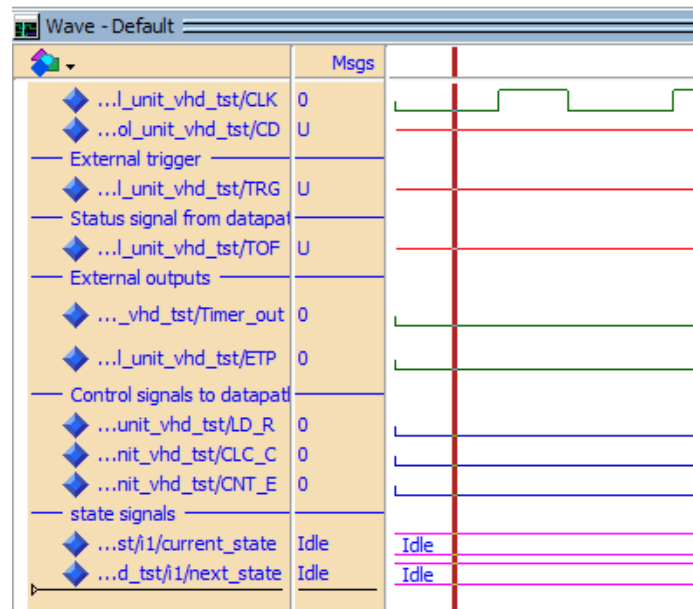 Wave - Default
Msgs
...l_unit_vhd_tst/CLK 0
...ol_unit_vhd_tst/CD U
External trigger
...l_unit_vhd_tst/TRG U
Status signal from datapat
...l_unit_vhd_tst/TOF U
External outputs
..._vhd_tst/Timer_out 0
...l_unit_vhd_tst/ETP 0
Control signals to datapatl
...unit_vhd_tst/LD_R 0
...nit_vhd_tst/CLC_C 0
...nit_vhd_tst/CNT_E 0
state signals
...st/i1/current_state Idle Idle
...d_tst/i1/next_state Idle Idle